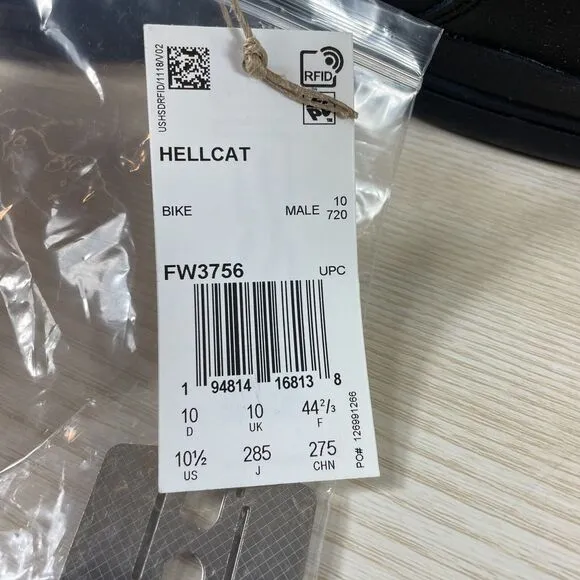 USHSDRFID/1118/V02
RFID
HELLCAT
BIKE MALE 10
720
FW3756 UPC
1 94814 16813 8
10 10 44 2/3
D UK F
10½ 285 275
US J CHN
PO# 126991266